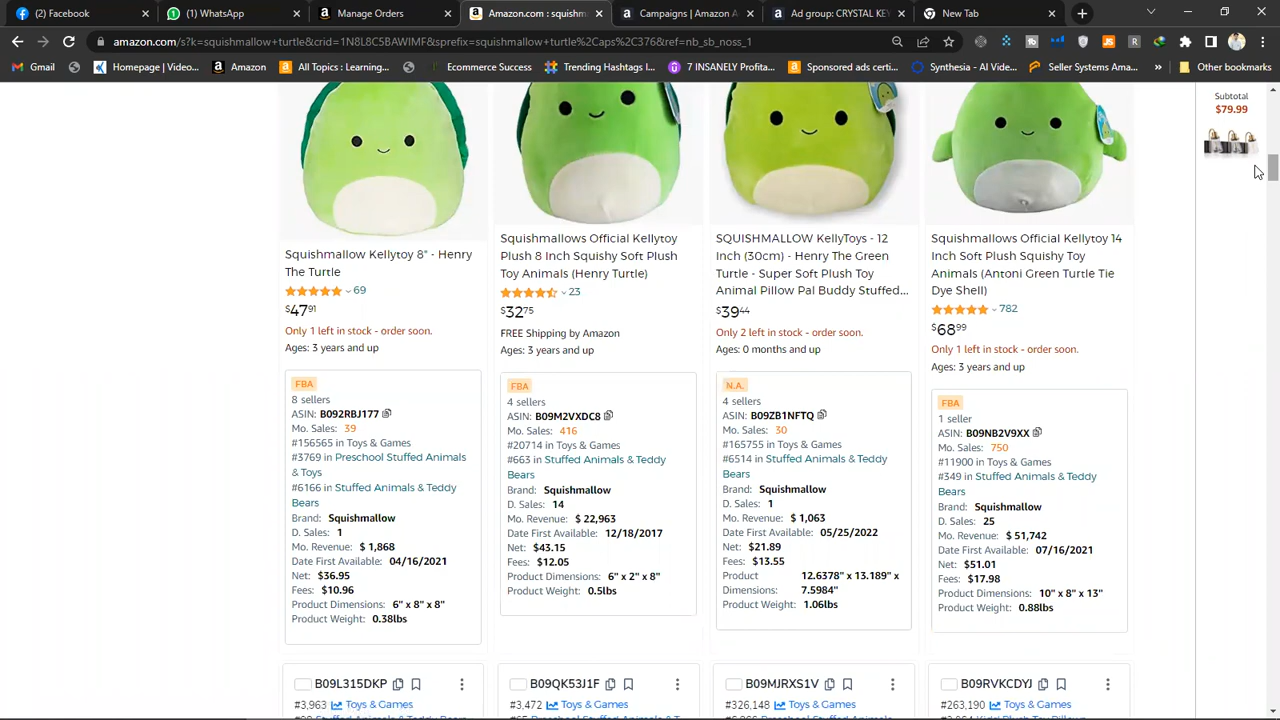 (2) Facebook
(1) WhatsApp
Manage Orders
Amazon.com : squishm
Campaigns | Amazon A
Ad group: CRYSTAL KEY
New Tab
amazon.com/s?k=squishmallow+turtle&crid=1N8L8C5BAWIMF&sprefix=squishmallow+turtle%2Caps%2C376&ref=nb_sb_noss_1
Gmail
Homepage | Video...
Amazon
All Topics : Learning...
Ecommerce Success
Trending Hashtags I...
7 INSANELY Profita...
Sponsored ads certi...
Synthesia - AI Vide...
Seller Systems Ama...
»
Other bookmarks
Subtotal
$79.99
Squishmallow Kellytoy 8" - Henry
The Turtle
69
$47.91
Only 1 left in stock - order soon.
Ages: 3 years and up
FBA
8 sellers
ASIN: B092RBJ177
Mo. Sales: 39
#156565 in Toys & Games
#3769 in Preschool Stuffed Animals
& Toys
#6166 in Stuffed Animals & Teddy
Bears
Brand: Squishmallow
D. Sales: 1
Mo. Revenue: $ 1,868
Date First Available: 04/16/2021
Net: $36.95
Fees: $10.96
Product Dimensions: 6" x 8" x 8"
Product Weight: 0.38lbs
Squishmallows Official Kellytoy
Plush 8 Inch Squishy Soft Plush
Toy Animals (Henry Turtle)
23
$32.75
FREE Shipping by Amazon
Ages: 3 years and up
FBA
4 sellers
ASIN: B09M2VXDC8
Mo. Sales: 416
#20714 in Toys & Games
#663 in Stuffed Animals & Teddy
Bears
Brand: Squishmallow
D. Sales: 14
Mo. Revenue: $ 22,963
Date First Available: 12/18/2017
Net: $43.15
Fees: $12.05
Product Dimensions: 6" x 2" x 8"
Product Weight: 0.5lbs
SQUISHMALLOW KellyToys - 12
Inch (30cm) - Henry The Green
Turtle - Super Soft Plush Toy
Animal Pillow Pal Buddy Stuffed...
$39.44
Only 2 left in stock - order soon.
Ages: 0 months and up
N.A.
4 sellers
ASIN: B09ZB1NFTQ
Mo. Sales: 30
#165755 in Toys & Games
#6514 in Stuffed Animals & Teddy
Bears
Brand: Squishmallow
D. Sales: 1
Mo. Revenue: $ 1,063
Date First Available: 05/25/2022
Net: $21.89
Fees: $13.55
Product Dimensions: 12.6378" x 13.189" x 7.5984"
Product Weight: 1.06lbs
Squishmallows Official Kellytoy 14
Inch Soft Plush Squishy Toy
Animals (Antoni Green Turtle Tie
Dye Shell)
782
$68.99
Only 1 left in stock - order soon.
Ages: 3 years and up
FBA
1 seller
ASIN: B09NB2V9XX
Mo. Sales: 750
#11900 in Toys & Games
#349 in Stuffed Animals & Teddy
Bears
Brand: Squishmallow
D. Sales: 25
Mo. Revenue: $ 51,742
Date First Available: 07/16/2021
Net: $51.01
Fees: $17.98
Product Dimensions: 10" x 8" x 13"
Product Weight: 0.88lbs
B09L315DKP
#3,963 Toys & Games
B09QK53J1F
#3,472 Toys & Games
B09MJRXS1V
#326,148 Toys & Games
B09RVKCDYJ
#263,190 Toys & Games